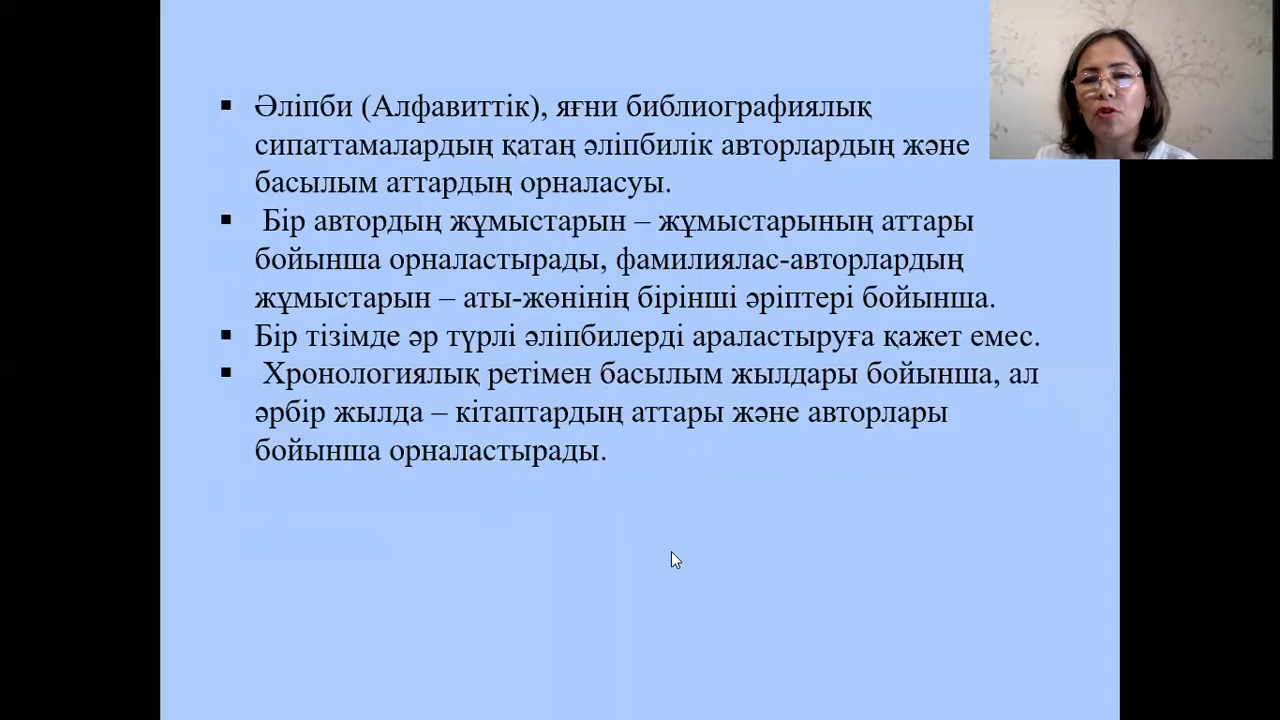 ▪ Әліпби (Алфавиттік), яғни библиографиялық
сипаттамалардың қатаң әліпбилік авторлардың және
басылым аттардың орналасуы.
▪ Бір автордың жұмыстарын – жұмыстарының аттары
бойынша орналастырады, фамилиялас-авторлардың
жұмыстарын – аты-жөнінің бірінші әріптері бойынша.
▪ Бір тізімде әр түрлі әліпбилерді араластыруға қажет емес.
▪ Хронологиялық ретімен басылым жылдары бойынша, ал
әрбір жылда – кітаптардың аттары және авторлары
бойынша орналастырады.